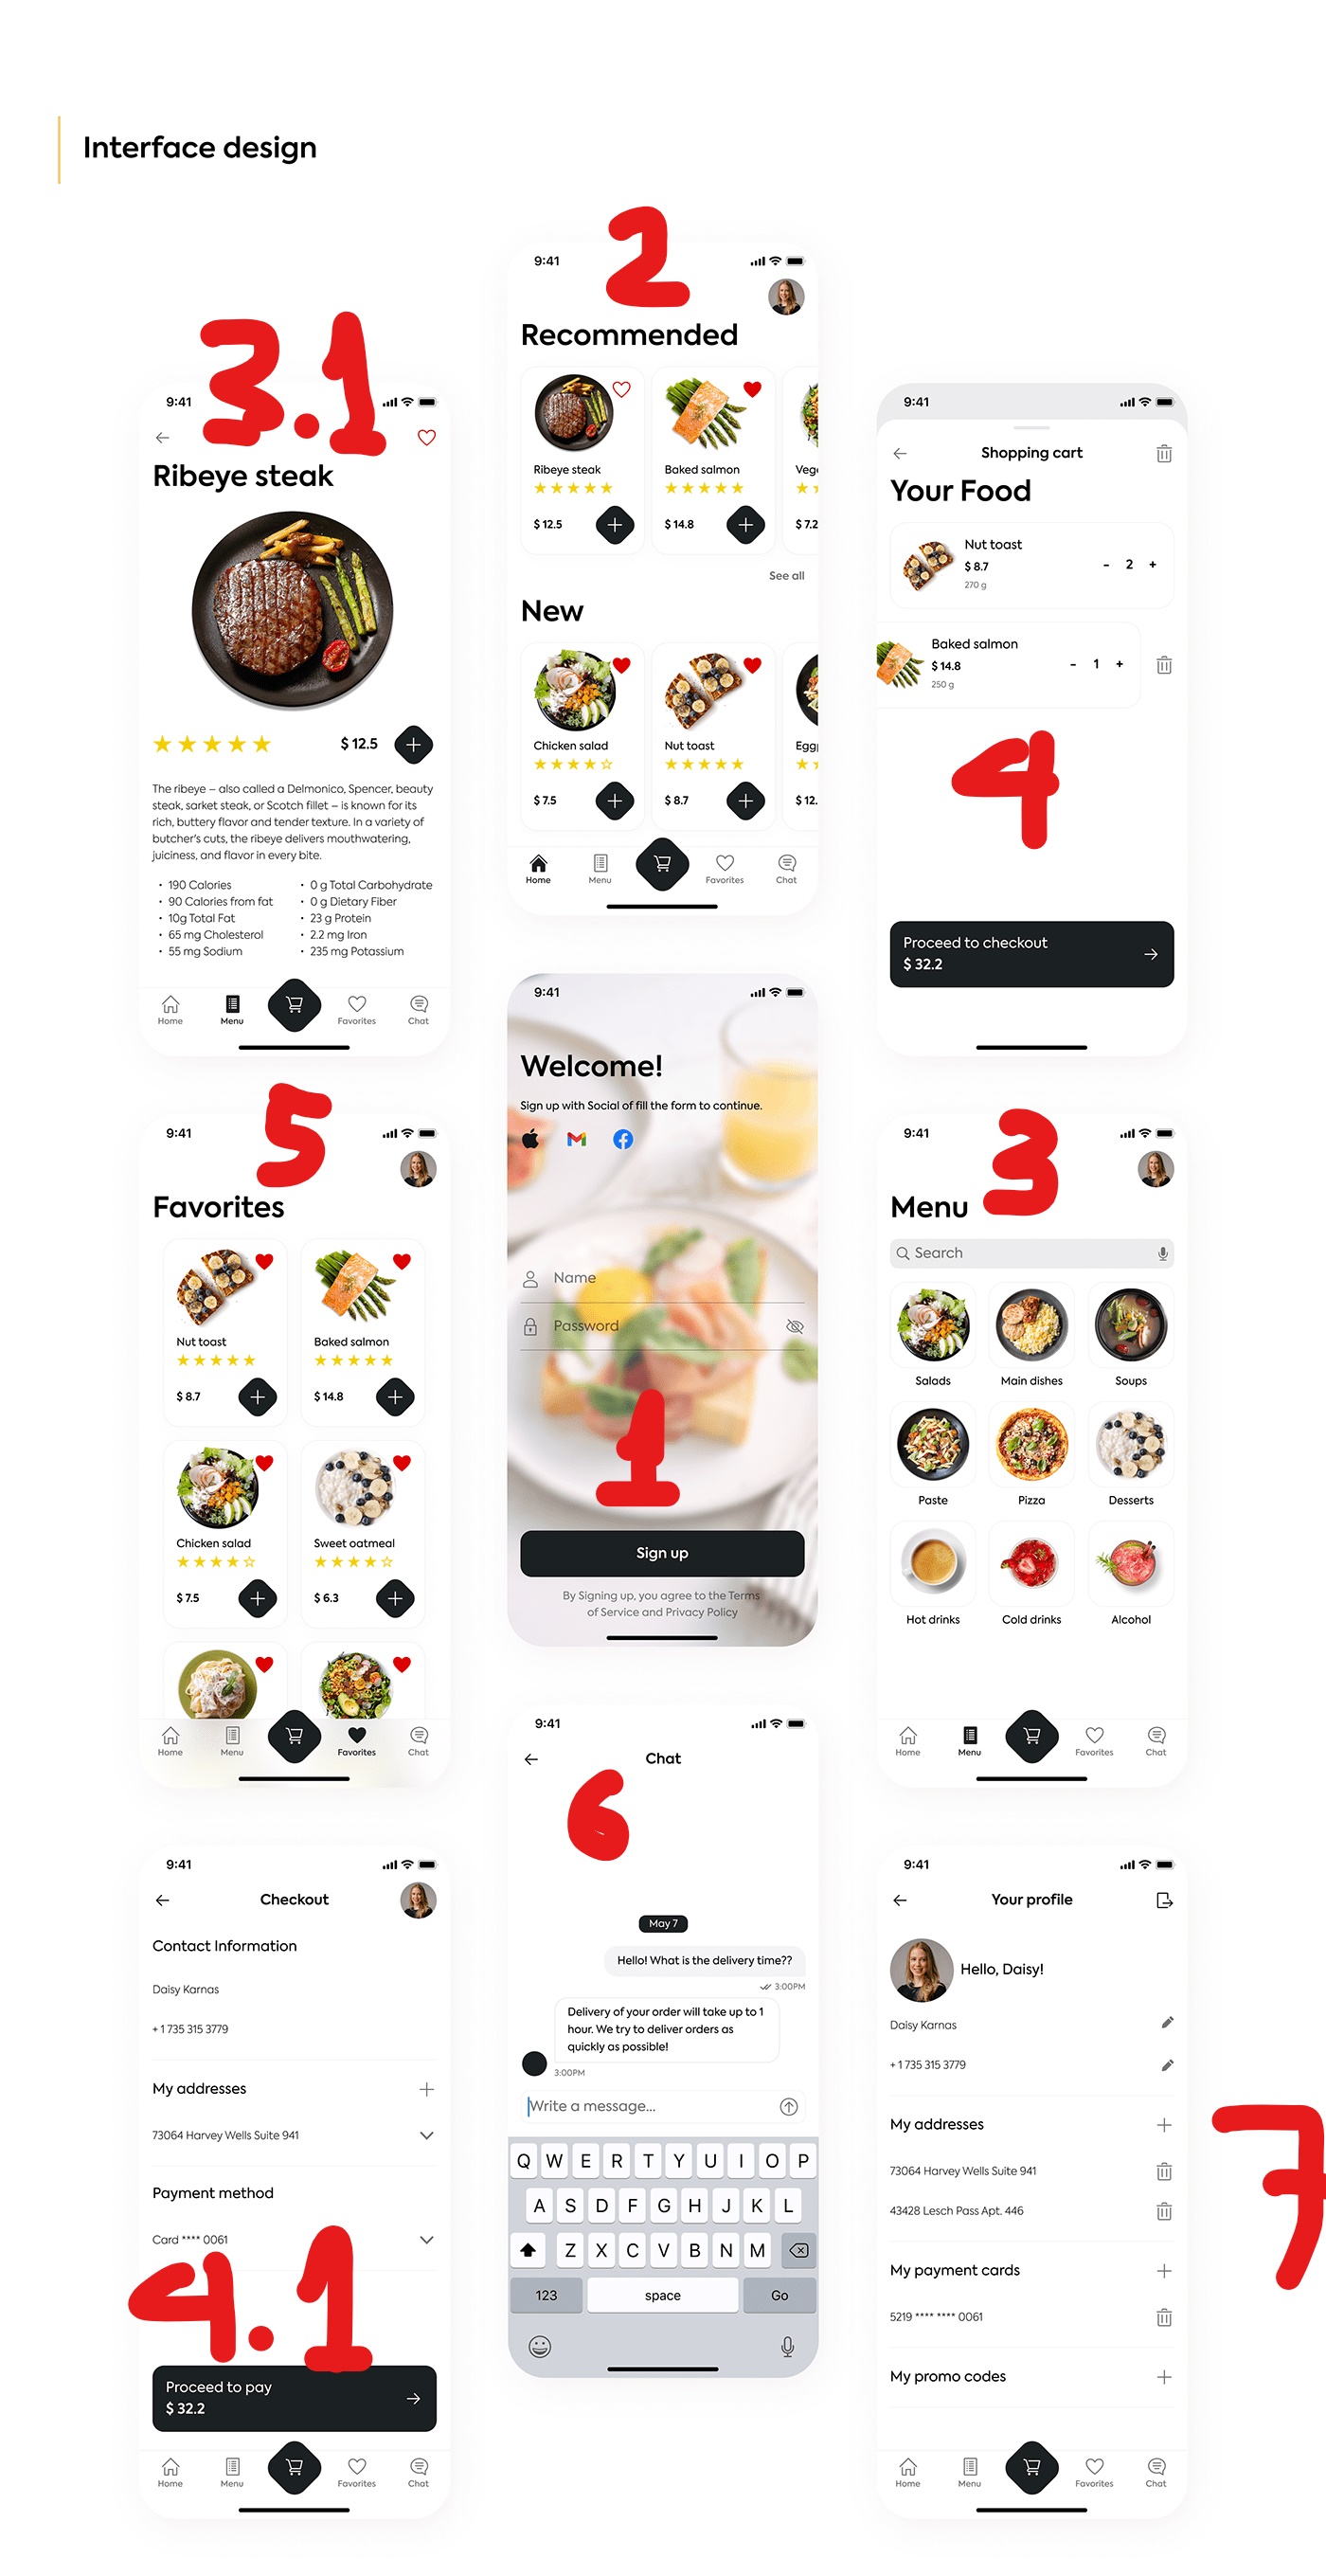 Interface design
3.1
9:41
Ribeye steak
$ 12.5
The ribeye – also called a Delmonico, Spencer, beauty
steak, sarket steak, or Scotch fillet – is known for its
rich, buttery flavor and tender texture. In a variety of
butcher's cuts, the ribeye delivers mouthwatering,
juiciness, and flavor in every bite.
• 190 Calories
• 90 Calories from fat
• 10g Total Fat
• 65 mg Cholesterol
• 55 mg Sodium
• 0 g Total Carbohydrate
• 0 g Dietary Fiber
• 23 g Protein
• 2.2 mg Iron
• 235 mg Potassium
Home Menu Favorites Chat
2
9:41
Recommended
Ribeye steak Baked salmon Veg
$ 12.5 $ 14.8 $ 7.2
See all
New
Chicken salad Nut toast Egg
$ 7.5 $ 8.7 $ 12.
Home Menu Favorites Chat
9:41
Shopping cart
Your Food
Nut toast
$ 8.7
270 g
- 2 +
Baked salmon
$ 14.8
250 g
- 1 +
4
Proceed to checkout
$ 32.2
5
9:41
Favorites
Nut toast Baked salmon
$ 8.7 $ 14.8
Chicken salad Sweet oatmeal
$ 7.5 $ 6.3
Home Menu Favorites Chat
9:41
Welcome!
Sign up with Social of fill the form to continue.
Name
Password
1
Sign up
By Signing up, you agree to the Terms
of Service and Privacy Policy
3
9:41
Menu
Search
Salads Main dishes Soups
Paste Pizza Desserts
Hot drinks Cold drinks Alcohol
Home Menu Favorites Chat
9:41
Checkout
Contact Information
Daisy Karnas
+ 1 735 315 3779
My addresses
73064 Harvey Wells Suite 941
Payment method
Card **** 0061
4.1
Proceed to pay
$ 32.2
Home Menu Favorites Chat
9:41
Chat
6
May 7
Hello! What is the delivery time??
3:00PM
Delivery of your order will take up to 1
hour. We try to deliver orders as
quickly as possible!
3:00PM
Write a message...
Q W E R T Y U I O P
A S D F G H J K L
Z X C V B N M
123 space Go
9:41
Your profile
Hello, Daisy!
Daisy Karnas
+ 1 735 315 3779
My addresses
73064 Harvey Wells Suite 941
43428 Lesch Pass Apt. 446
My payment cards
5219 **** **** 0061
My promo codes
Home Menu Favorites Chat
7